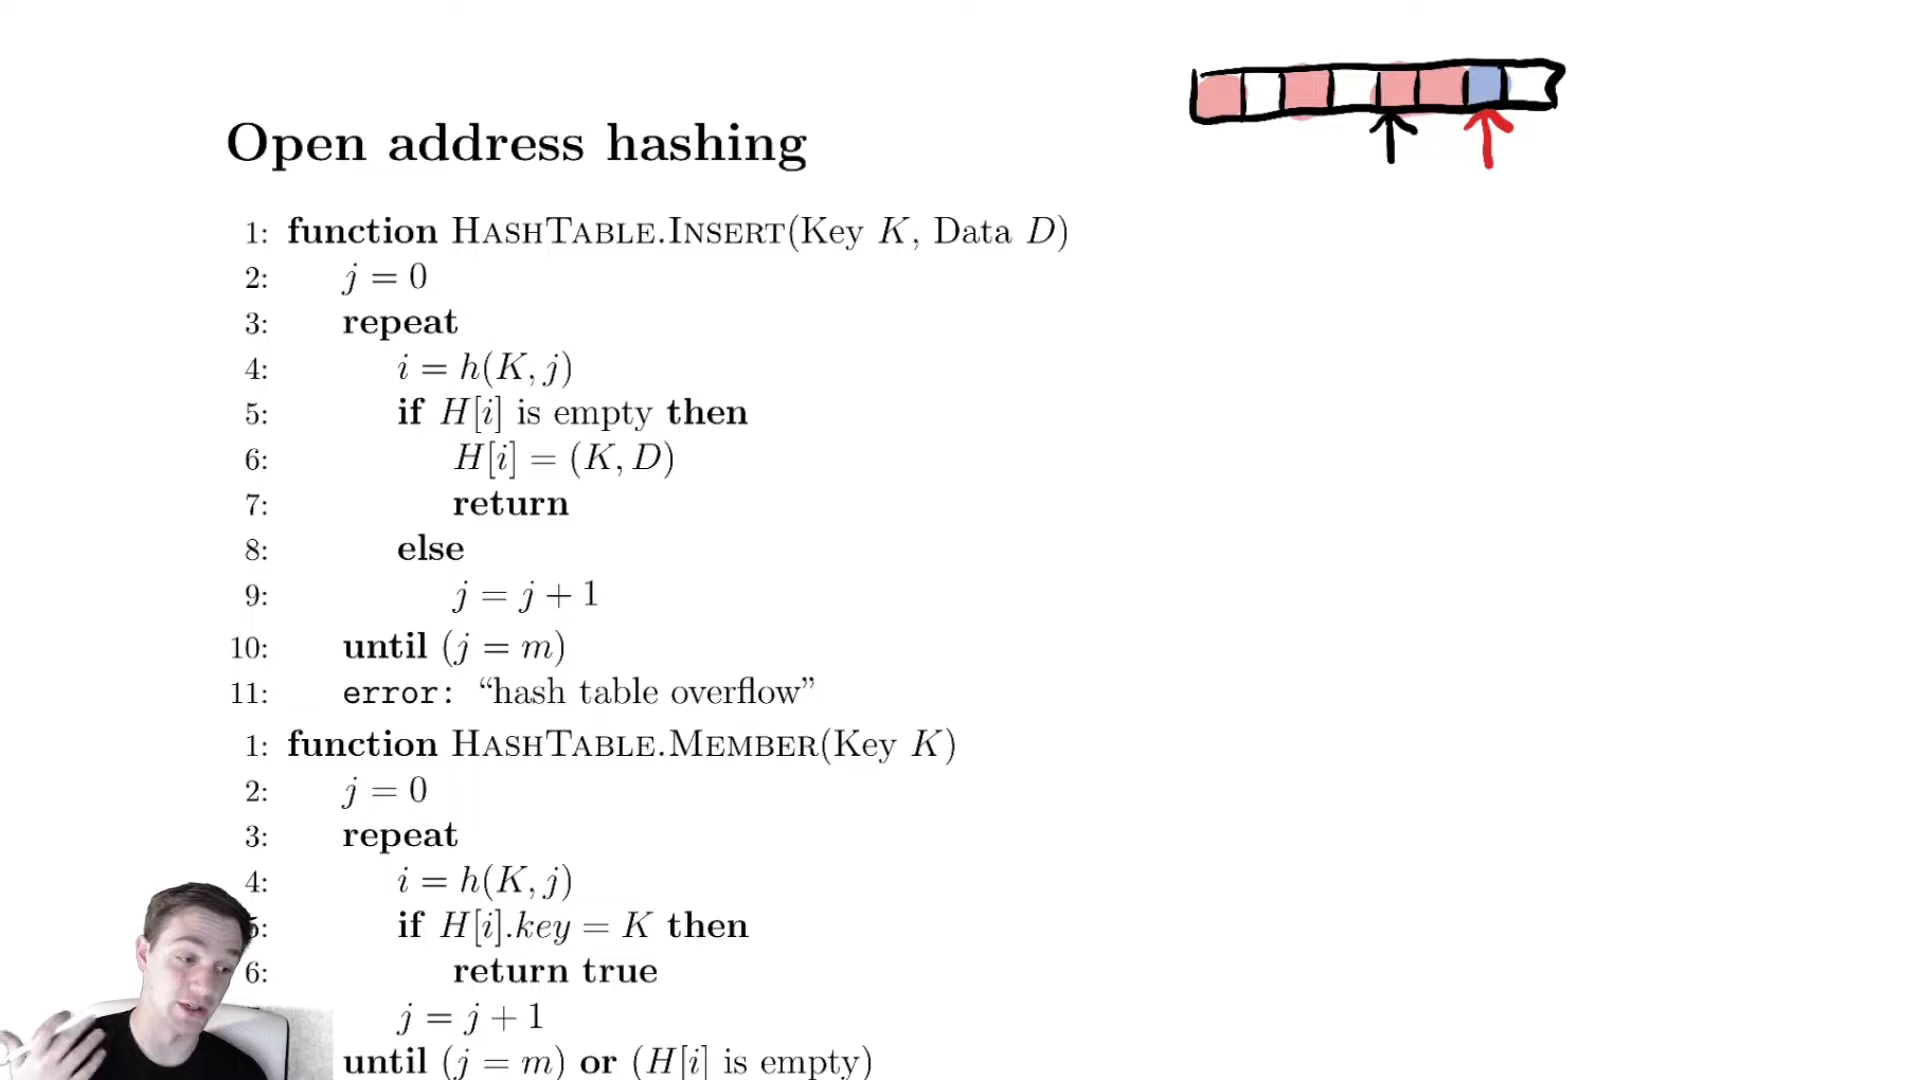 Open address hashing
1: function HASHTABLE.INSERT(Key K, Data D)
2: j = 0
3: repeat
4: i = h(K, j)
5: if H[i] is empty then
6: H[i] = (K, D)
7: return
8: else
9: j = j + 1
10: until (j = m)
11: error: “hash table overflow”
1: function HASHTABLE.MEMBER(Key K)
2: j = 0
3: repeat
4: i = h(K, j)
5: if H[i].key = K then
6: return true
j = j + 1
until (j = m) or (H[i] is empty)